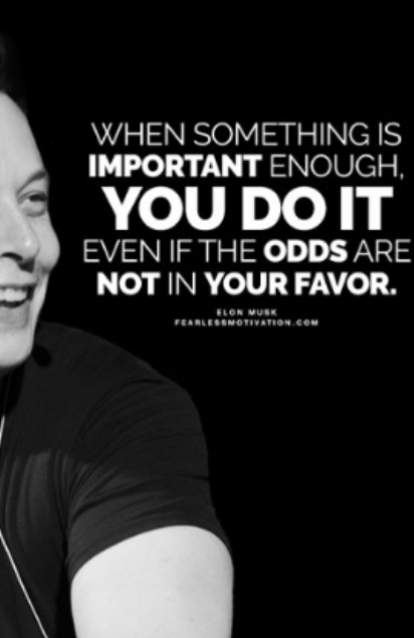 WHEN SOMETHING IS
IMPORTANT ENOUGH,
YOU DO IT
EVEN IF THE ODDS ARE
NOT IN YOUR FAVOR.
ELON MUSK
FEARLESSMOTIVATION.COM